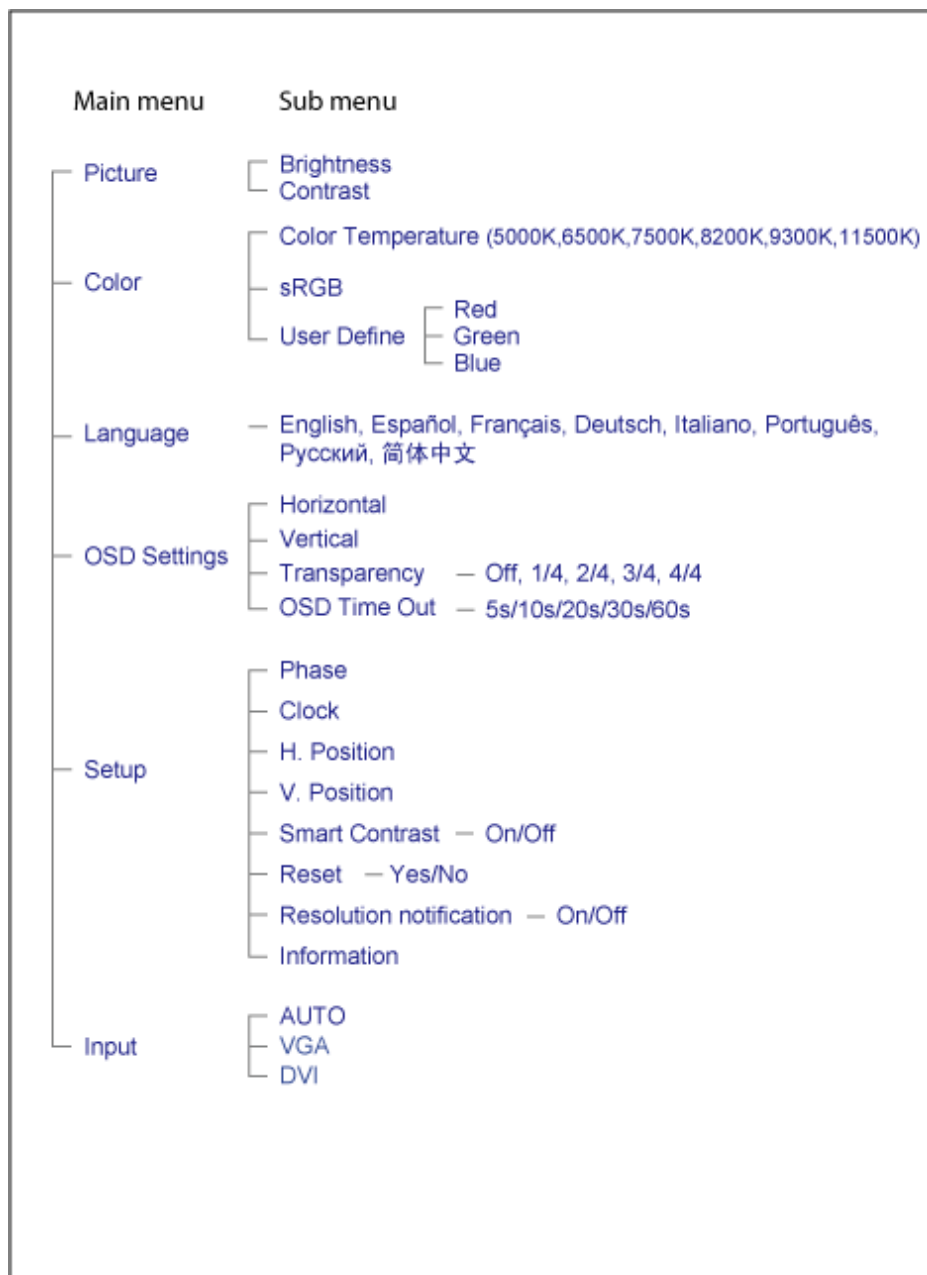 Main menu Sub menu
Picture Brightness
Contrast
Color Temperature (5000K,6500K,7500K,8200K,9300K,11500K)
Color sRGB
Red
User Define Green
Blue
Language English, Español, Français, Deutsch, Italiano, Português,
Русский, 简体中文
Horizontal
Vertical
OSD Settings
Transparency Off, 1/4, 2/4, 3/4, 4/4
OSD Time Out 5s/10s/20s/30s/60s
Phase
Clock
H. Position
Setup
V. Position
Smart Contrast On/Off
Reset Yes/No
Resolution notification On/Off
Information
AUTO
Input VGA
DVI